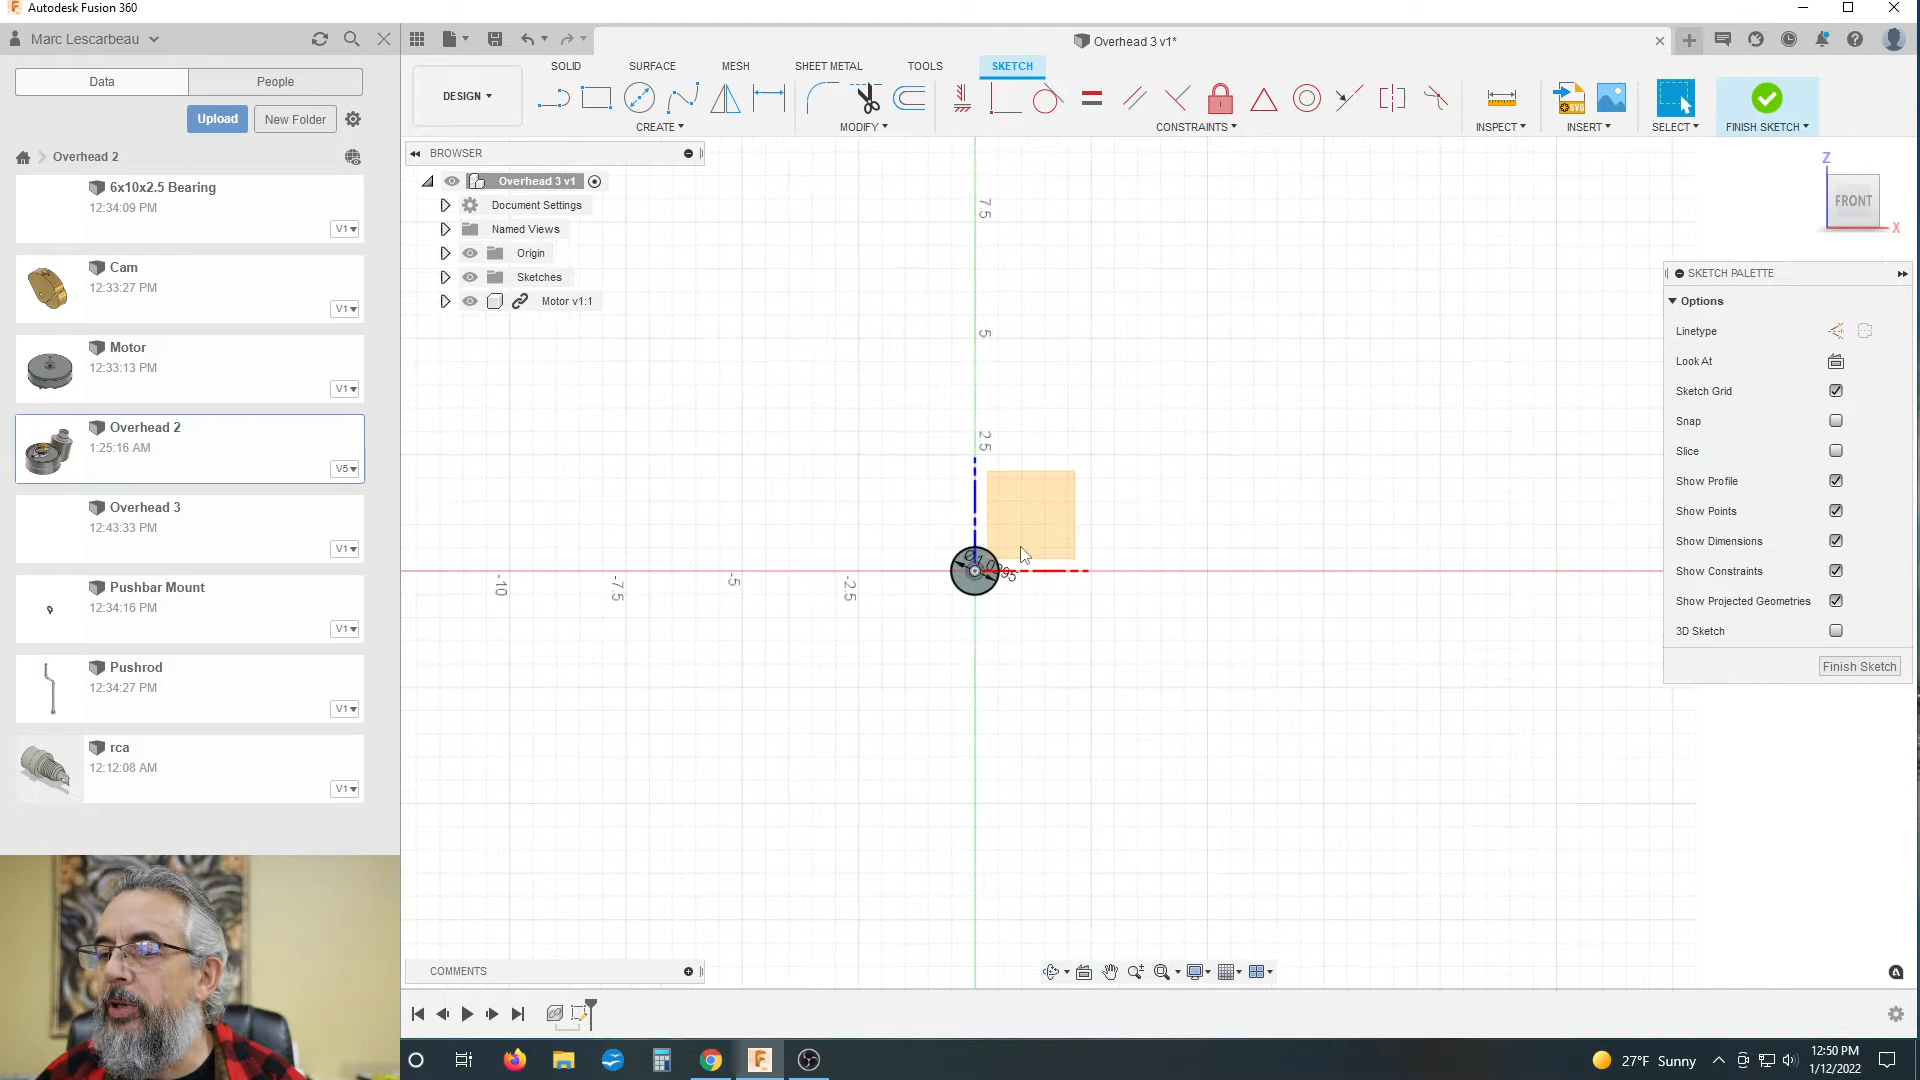 Autodesk Fusion 360
Marc Lescarbeau
Data
People
Upload
New Folder
Overhead 2
6x10x2.5 Bearing
12:34:09 PM
V1
Cam
12:33:27 PM
V1
Motor
12:33:13 PM
V1
Overhead 2
1:25:16 AM
V5
Overhead 3
12:43:33 PM
V1
Pushbar Mount
12:34:16 PM
V1
Pushrod
12:34:27 PM
V1
rca
12:12:08 AM
V1
Overhead 3 v1*
DESIGN
SOLID
SURFACE
MESH
SHEET METAL
TOOLS
SKETCH
CREATE
MODIFY
CONSTRAINTS
INSPECT
INSERT
SELECT
FINISH SKETCH
SVG
BROWSER
Overhead 3 v1
Document Settings
Named Views
Origin
Sketches
Motor v1:1
7.5
5
2.5
-10
-7.5
-5
-2.5
Z
FRONT
X
SKETCH PALETTE
Options
Linetype
Look At
Sketch Grid
Snap
Slice
Show Profile
Show Points
Show Dimensions
Show Constraints
Show Projected Geometries
3D Sketch
Finish Sketch
COMMENTS
27°F Sunny
12:50 PM
1/12/2022